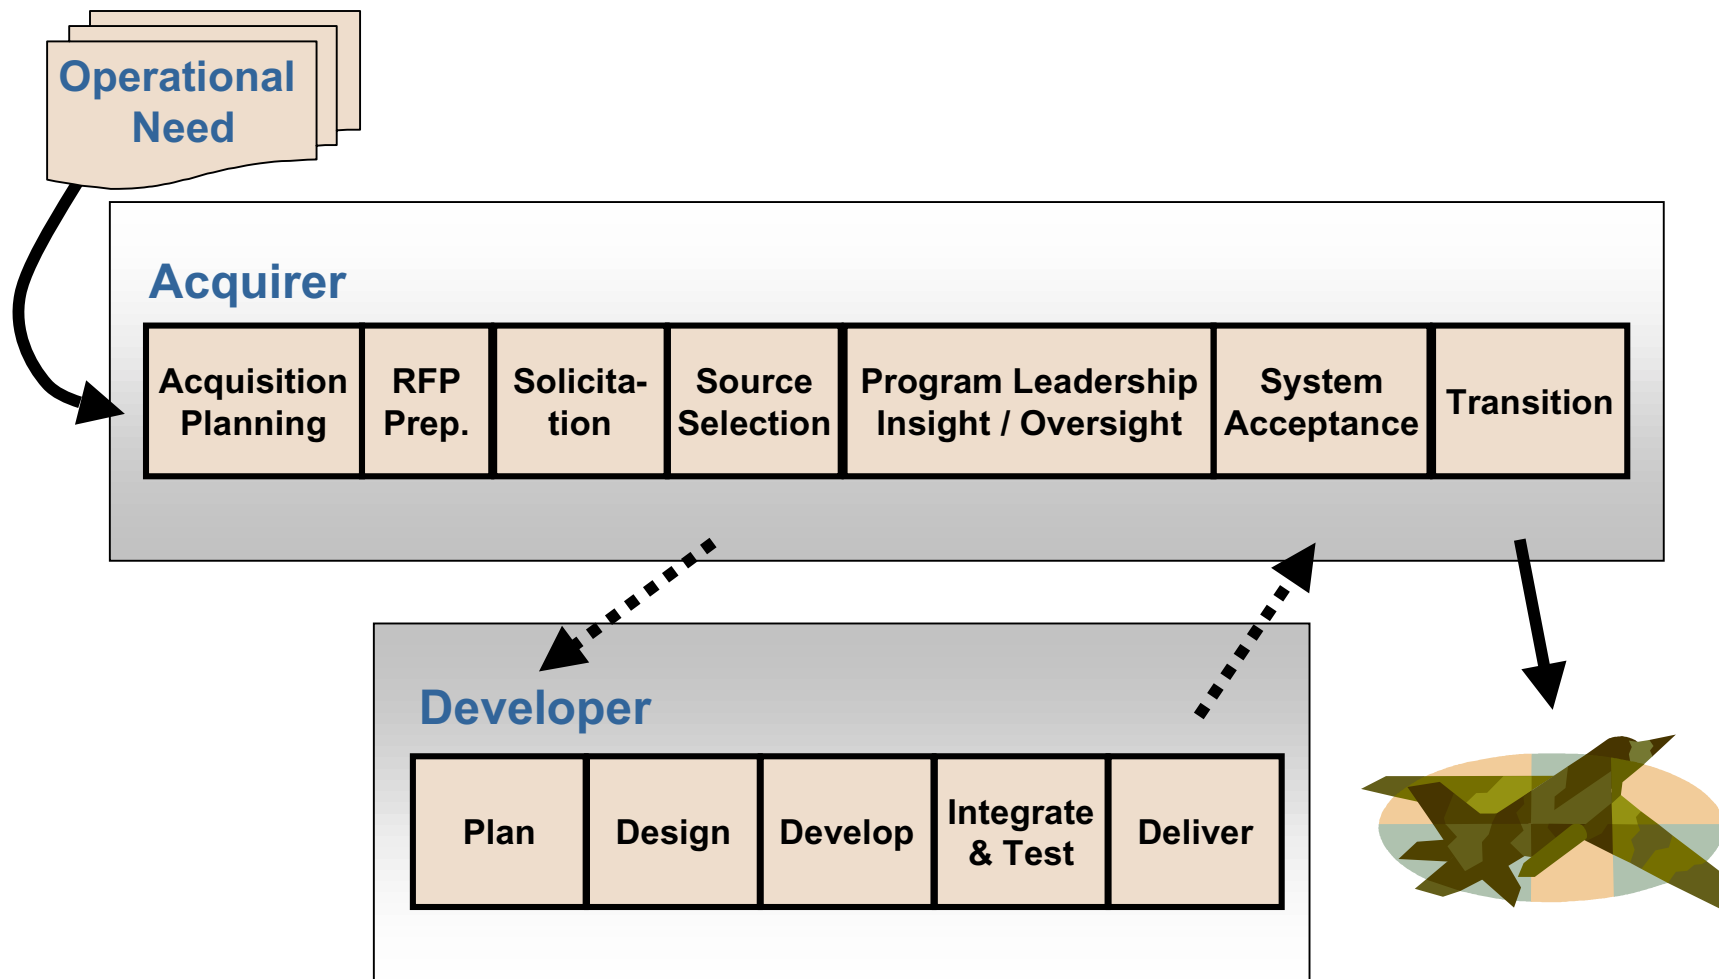 Operational
Need
Acquirer
Acquisition
Planning
RFP
Prep.
Solicita-
tion
Source
Selection
Program Leadership
Insight / Oversight
System
Acceptance
Transition
Developer
Plan
Design
Develop
Integrate
& Test
Deliver